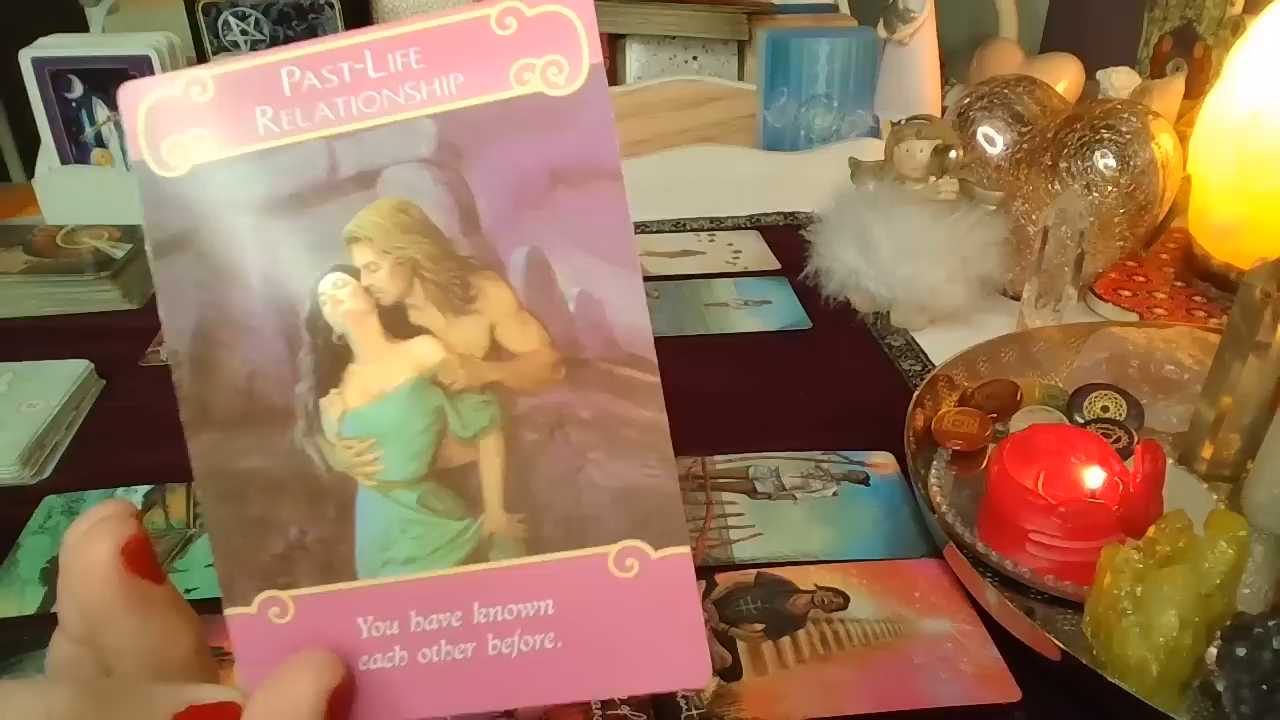 PAST-LIFE
RELATIONSHIP
You have known
each other before.